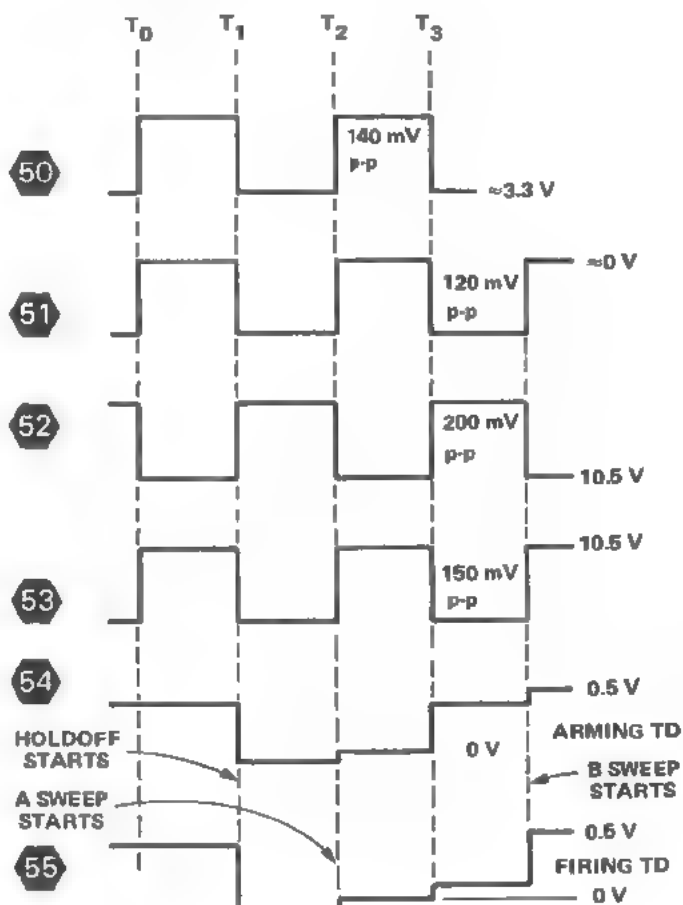 T0 T1 T2 T3
50
140 mV
p-p
≈3.3 V
51
≈0 V
120 mV
p-p
52
200 mV
p-p
10.5 V
10.5 V
53
150 mV
p-p
54
0.5 V
HOLDOFF
STARTS
0 V
ARMING TD
A SWEEP
STARTS
B SWEEP
STARTS
55
0.5 V
FIRING TD
0 V